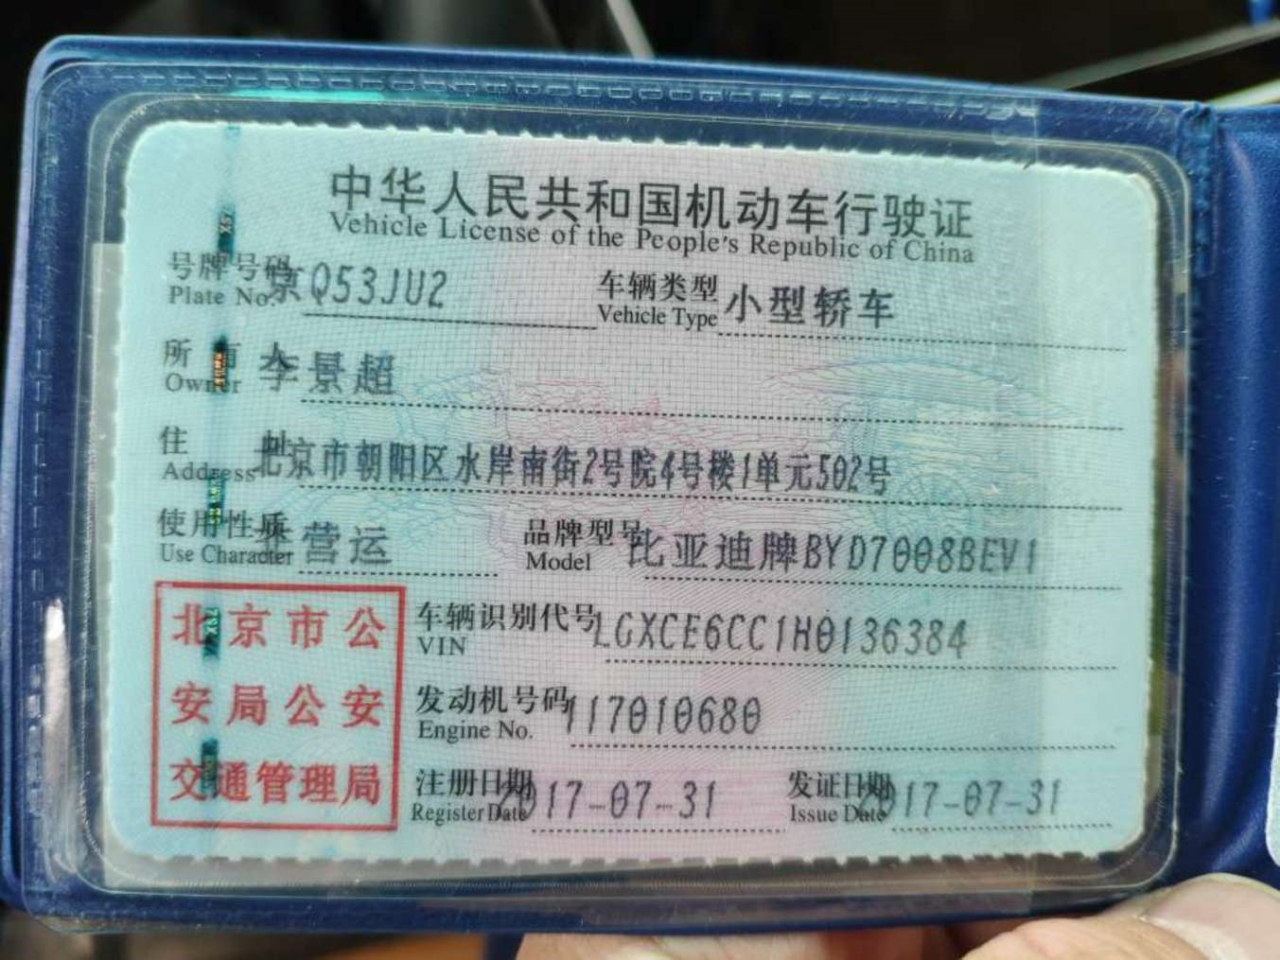 中华人民共和国机动车行驶证
Vehicle License of the People's Republic of China
号牌号码 京Q53JU2 车辆类型 小型轿车
Plate No. Vehicle Type
所有人 李景超
Owner
住址 北京市朝阳区水岸南街2号院4号楼1单元502号
Address
使用性质 非营运 品牌型号 比亚迪牌BYD7008BEV1
Use Character Model
北京市公
安局公安
交通管理局
车辆识别代号 LGXCE6CC1H0136384
VIN
发动机号码 117010680
Engine No.
注册日期 2017-07-31 发证日期 2017-07-31
Register Date Issue Date